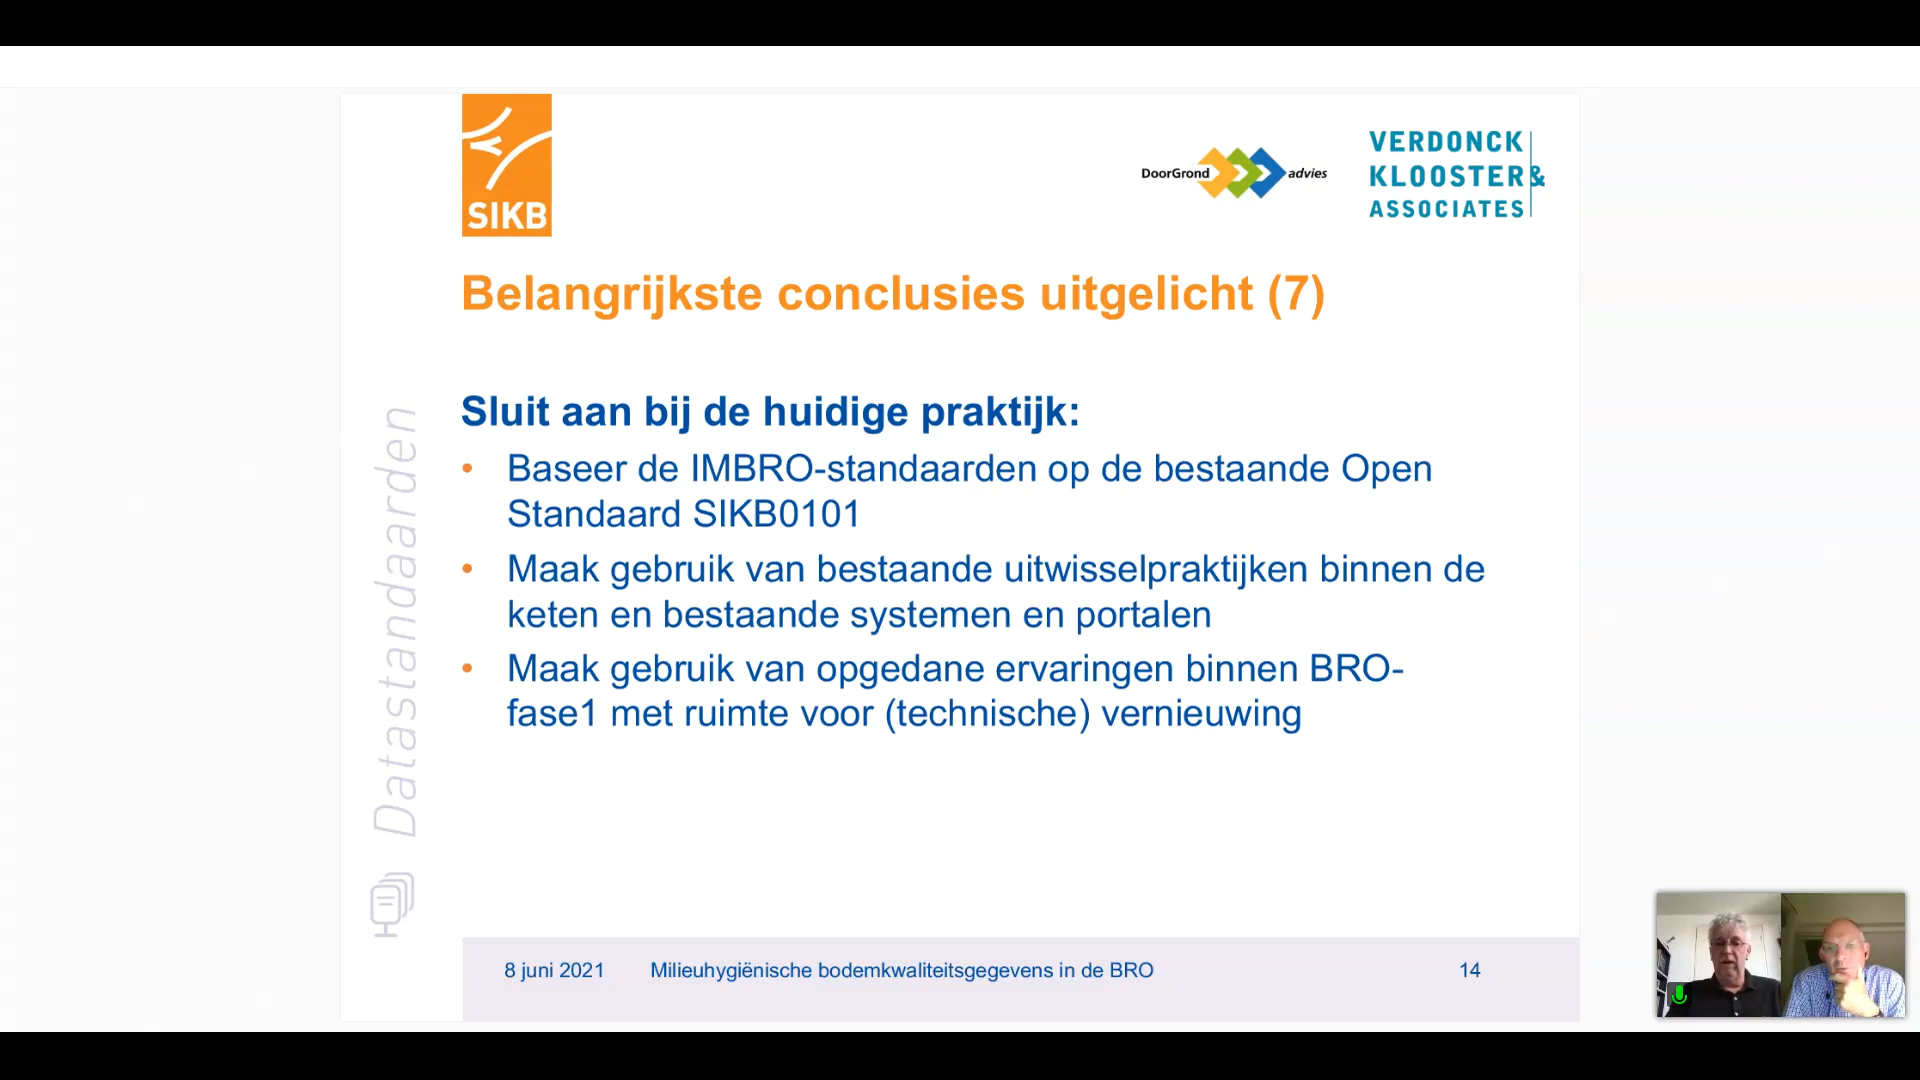 SIKB
DoorGrond advies
VERDONCK
KLOOSTER&
ASSOCIATES
Belangrijkste conclusies uitgelicht (7)
Datastandaarden
Sluit aan bij de huidige praktijk:
• Baseer de IMBRO-standaarden op de bestaande Open
Standaard SIKB0101
• Maak gebruik van bestaande uitwisselpraktijken binnen de
keten en bestaande systemen en portalen
• Maak gebruik van opgedane ervaringen binnen BRO-
fase1 met ruimte voor (technische) vernieuwing
8 juni 2021 Milieuhygiënische bodemkwaliteitsgegevens in de BRO 14